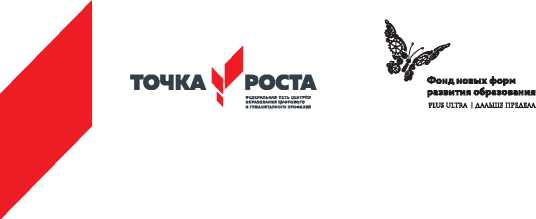 ТОЧКА РОСТА
ФЕДЕРАЛЬНАЯ СЕТЬ ЦЕНТРОВ
ОБРАЗОВАНИЯ ЦИФРОВОГО
И ГУМАНИТАРНОГО ПРОФИЛЕЙ
Фонд новых форм
развития образования
PLUS ULTRA | ДАЛЬШЕ ПРЕДЕЛА